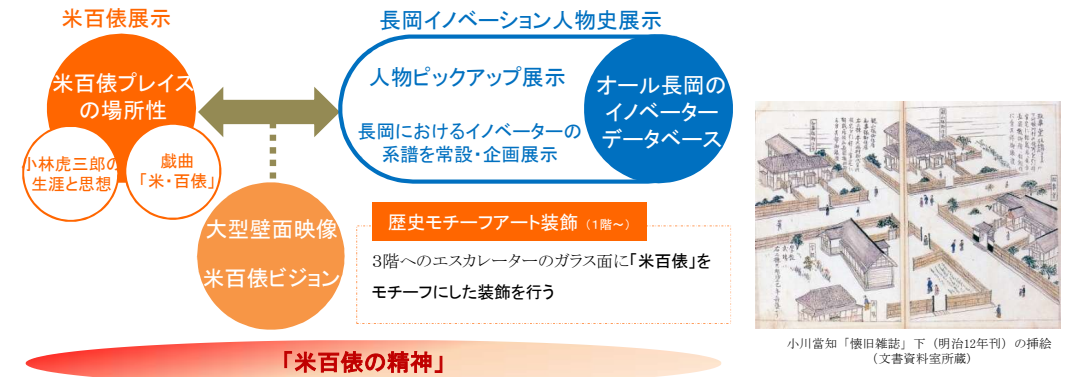 米百俵展示
米百俵プレイス
の場所性
小林虎三郎の
生涯と思想
戯曲
「米・百俵」
長岡イノベーション人物史展示
人物ピックアップ展示
長岡におけるイノベーターの
系譜を常設・企画展示
オール長岡の
イノベーター
データベース
大型壁面映像
米百俵ビジョン
歴史モチーフアート装飾（1階～）
3階へのエスカレーターのガラス面に「米百俵」を
モチーフにした装飾を行う
「米百俵の精神」
小川當知「懐旧雑誌」下（明治12年刊）の挿絵
（文書資料室所蔵）